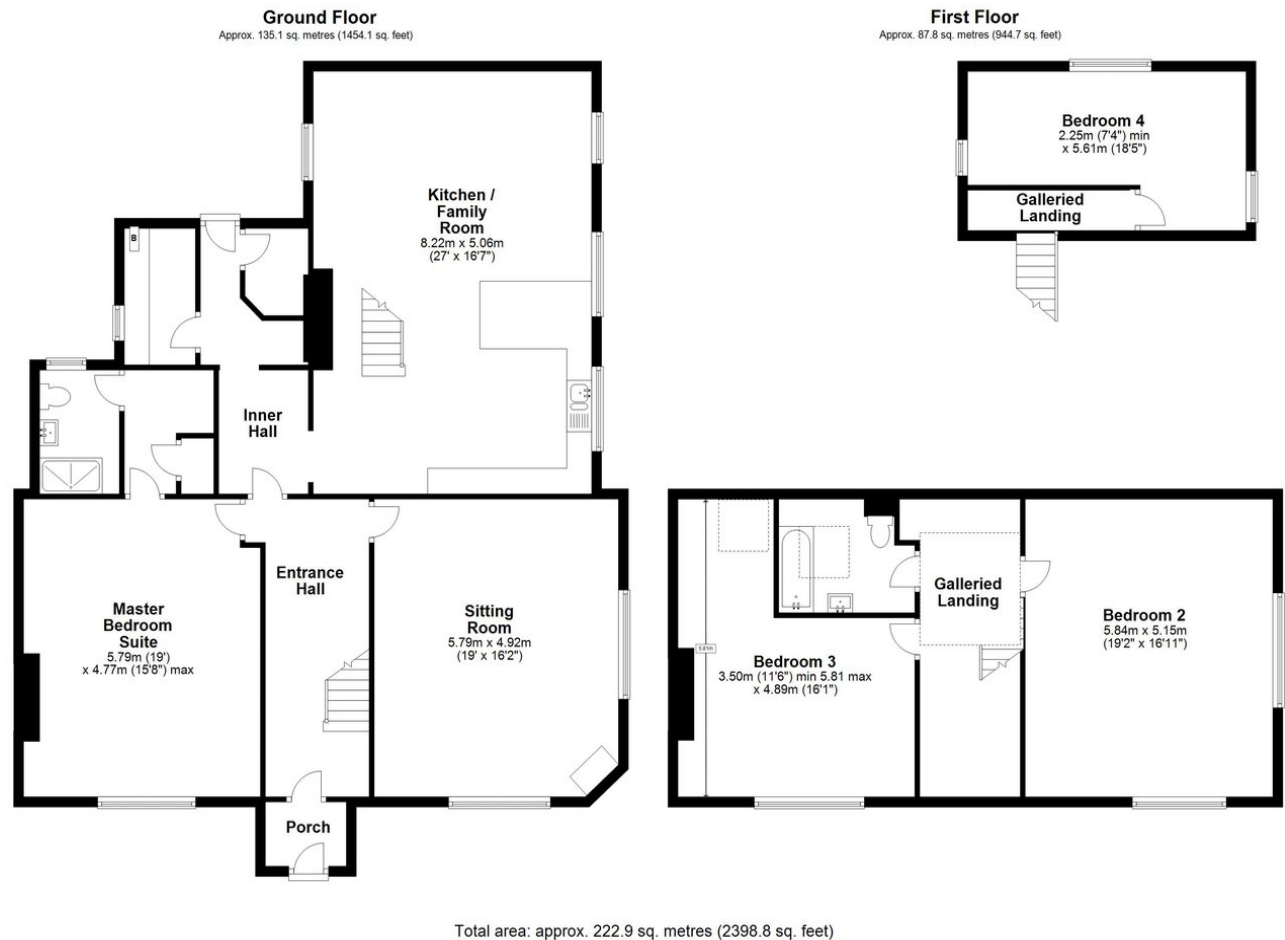 Ground Floor
Approx. 135.1 sq. metres (1454.1 sq. feet)
First Floor
Approx. 87.8 sq. metres (944.7 sq. feet)
Bedroom 4
2.25m (7'4") min
x 5.61m (18'5")
Galleried
Landing
Kitchen /
Family
Room
8.22m x 5.06m
(27' x 16'7")
B
Inner
Hall
Entrance
Hall
Master
Bedroom
Suite
5.79m (19')
x 4.77m (15'8") max
Sitting
Room
5.79m x 4.92m
(19' x 16'2")
Porch
Galleried
Landing
Bedroom 2
5.84m x 5.15m
(19'2" x 16'11")
5.81m
Bedroom 3
3.50m (11'6") min 5.81 max
x 4.89m (16'1")
Total area: approx. 222.9 sq. metres (2398.8 sq. feet)